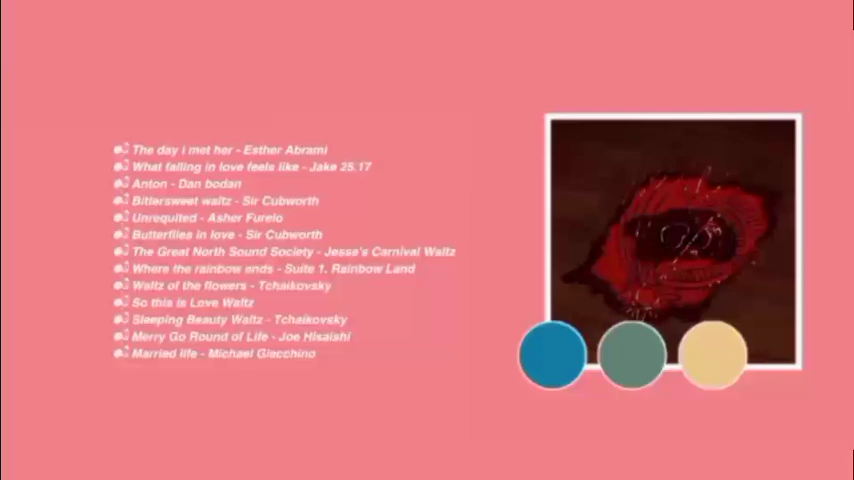 The day i met her - Esther Abrami
What falling in love feels like - Jake 25.17
Anton - Dan bodan
Bittersweet waltz - Sir Cubworth
Unrequited - Asher Furelo
Butterflies in love - Sir Cubworth
The Great North Sound Society - Jesse's Carnival Waltz
Where the rainbow ends - Suite 1. Rainbow Land
Waltz of the flowers - Tchaikovsky
So this is Love Waltz
Sleeping Beauty Waltz - Tchaikovsky
Merry Go Round of Life - Joe Hisaishi
Married life - Michael Giacchino